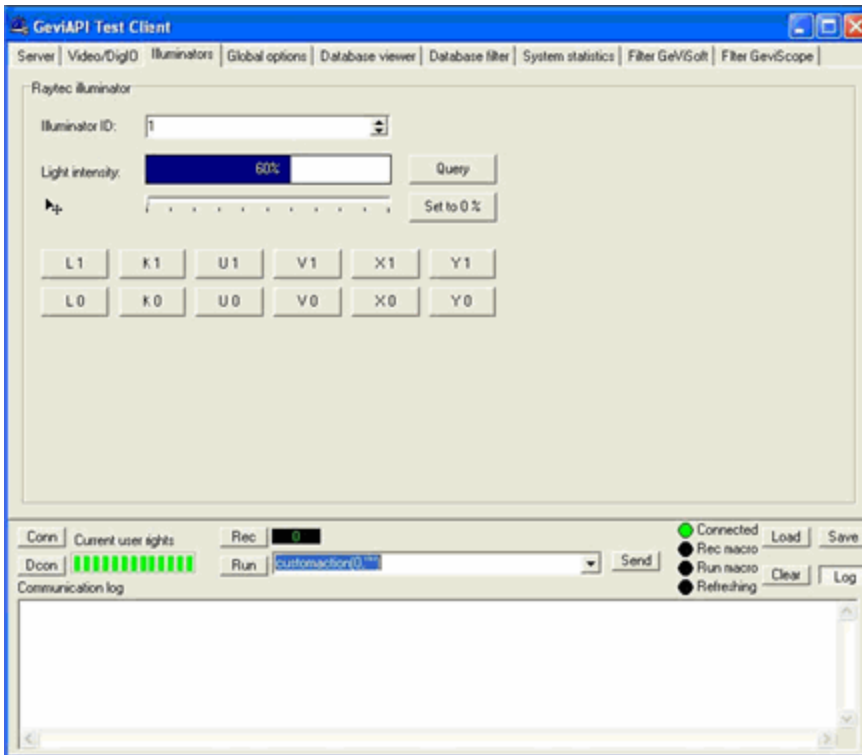 GeviAPI Test Client
Server Video/DigIO Illuminators Global options Database viewer Database filter System statistics Filter GeViSoft Filter GeviScope
Raytec illuminator
Illuminator ID: 1
Light intensity: 60% Query
Set to 0 %
L 1 K 1 U 1 V 1 X 1 Y 1
L 0 K 0 U 0 V 0 X 0 Y 0
Conn Current user rights Rec 0 Connected Load Save
Rec macro
Dcon Run customaction(0,"") Send Run macro Clear Log
Refreshing
Communication log